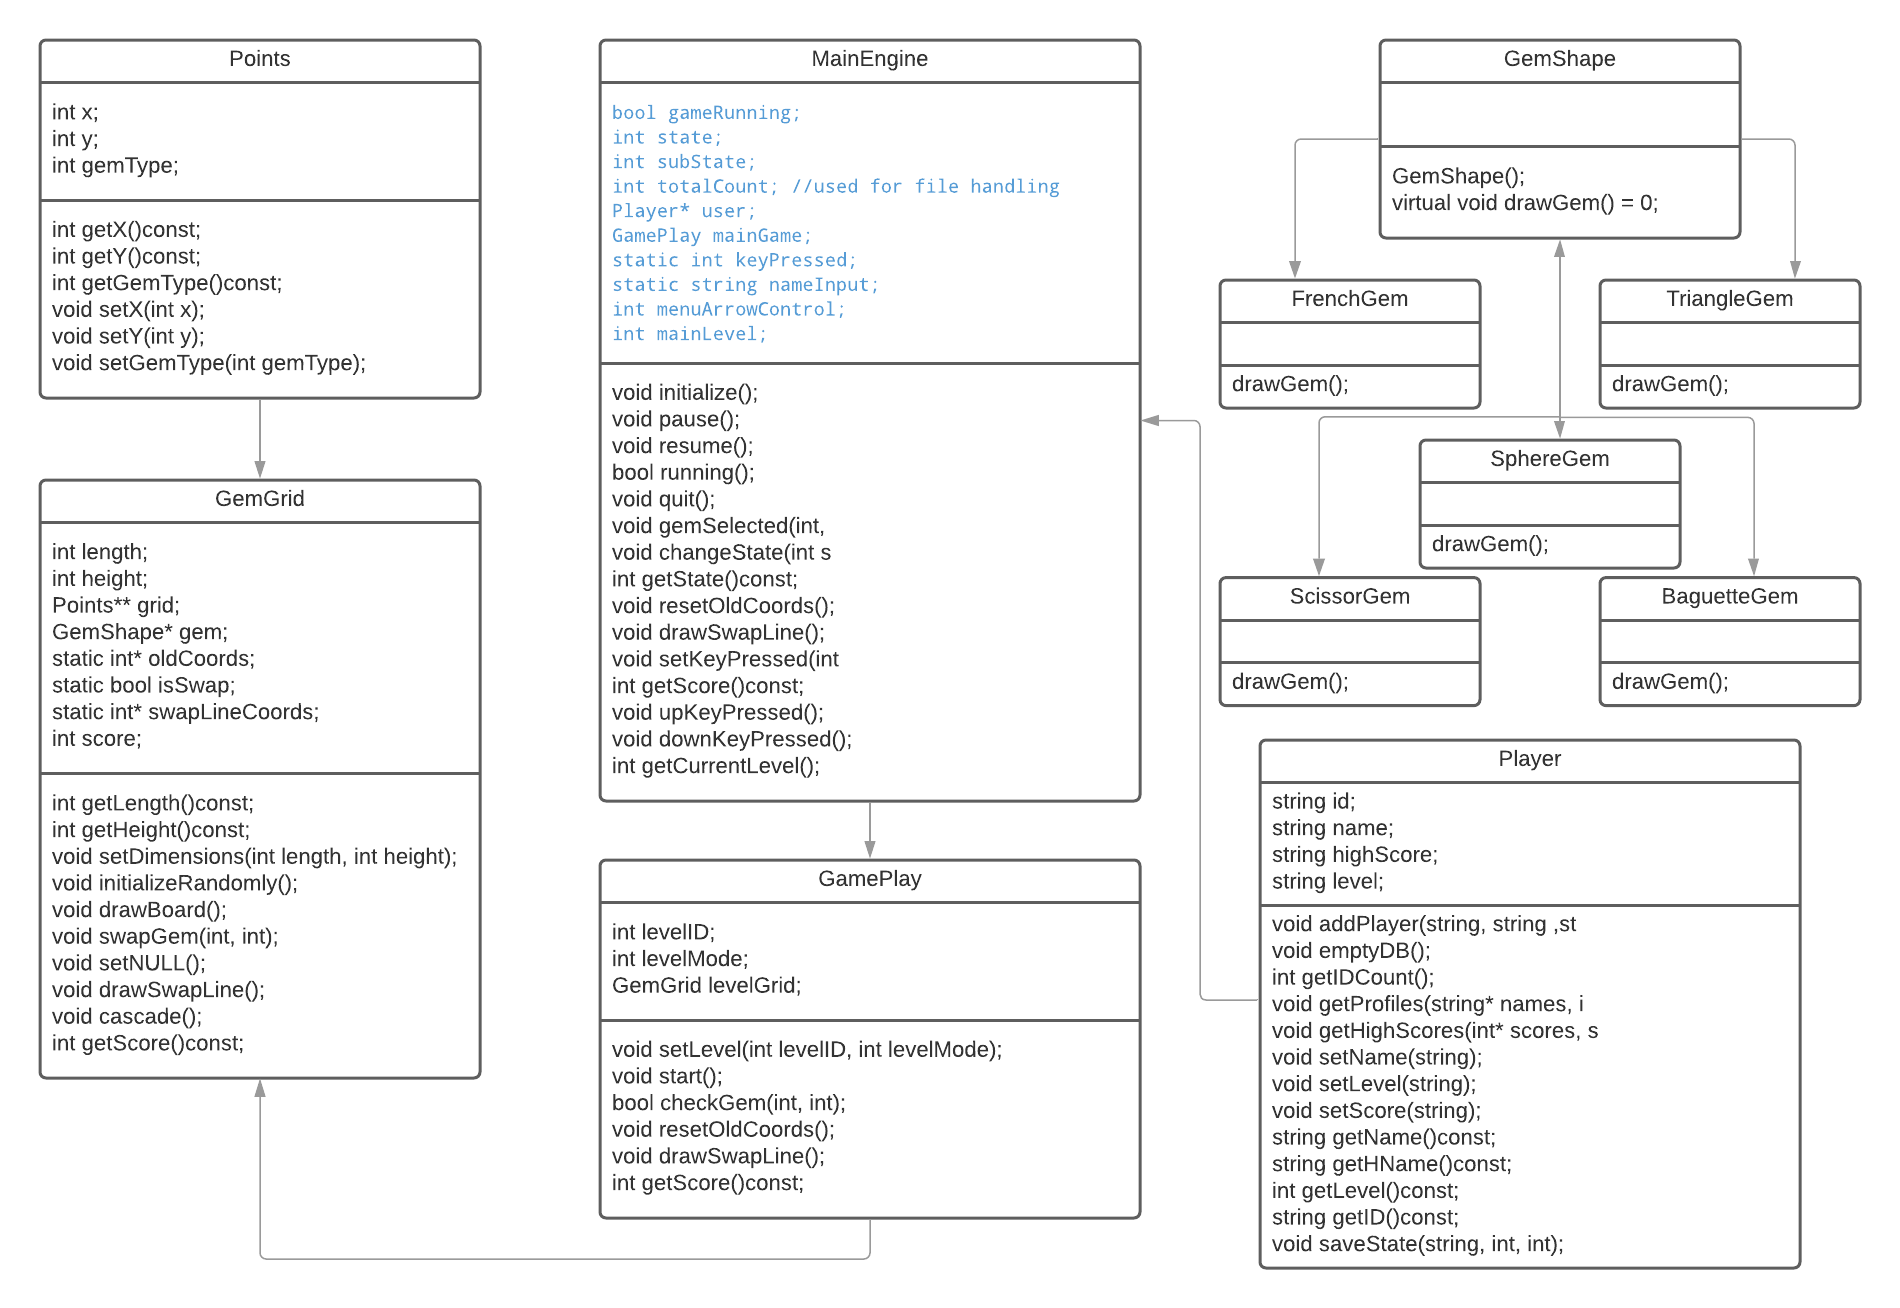 Points
int x;
int y;
int gemType;
int getX()const;
int getY()const;
int getGemType()const;
void setX(int x);
void setY(int y);
void setGemType(int gemType);
GemGrid
int length;
int height;
Points** grid;
GemShape* gem;
static int* oldCoords;
static bool isSwap;
static int* swapLineCoords;
int score;
int getLength()const;
int getHeight()const;
void setDimensions(int length, int height);
void initializeRandomly();
void drawBoard();
void swapGem(int, int);
void setNULL();
void drawSwapLine();
void cascade();
int getScore()const;
MainEngine
bool gameRunning;
int state;
int subState;
int totalCount; //used for file handling
Player* user;
GamePlay mainGame;
static int keyPressed;
static string nameInput;
int menuArrowControl;
int mainLevel;
void initialize();
void pause();
void resume();
bool running();
void quit();
void gemSelected(int,
void changeState(int s
int getState()const;
void resetOldCoords();
void drawSwapLine();
void setKeyPressed(int
int getScore()const;
void upKeyPressed();
void downKeyPressed();
int getCurrentLevel();
GamePlay
int levelID;
int levelMode;
GemGrid levelGrid;
void setLevel(int levelID, int levelMode);
void start();
bool checkGem(int, int);
void resetOldCoords();
void drawSwapLine();
int getScore()const;
GemShape
GemShape();
virtual void drawGem() = 0;
FrenchGem
drawGem();
TriangleGem
drawGem();
SphereGem
drawGem();
ScissorGem
drawGem();
BaguetteGem
drawGem();
Player
string id;
string name;
string highScore;
string level;
void addPlayer(string, string ,st
void emptyDB();
int getIDCount();
void getProfiles(string* names, i
void getHighScores(int* scores, s
void setName(string);
void setLevel(string);
void setScore(string);
string getName()const;
string getHName()const;
int getLevel()const;
string getID()const;
void saveState(string, int, int);